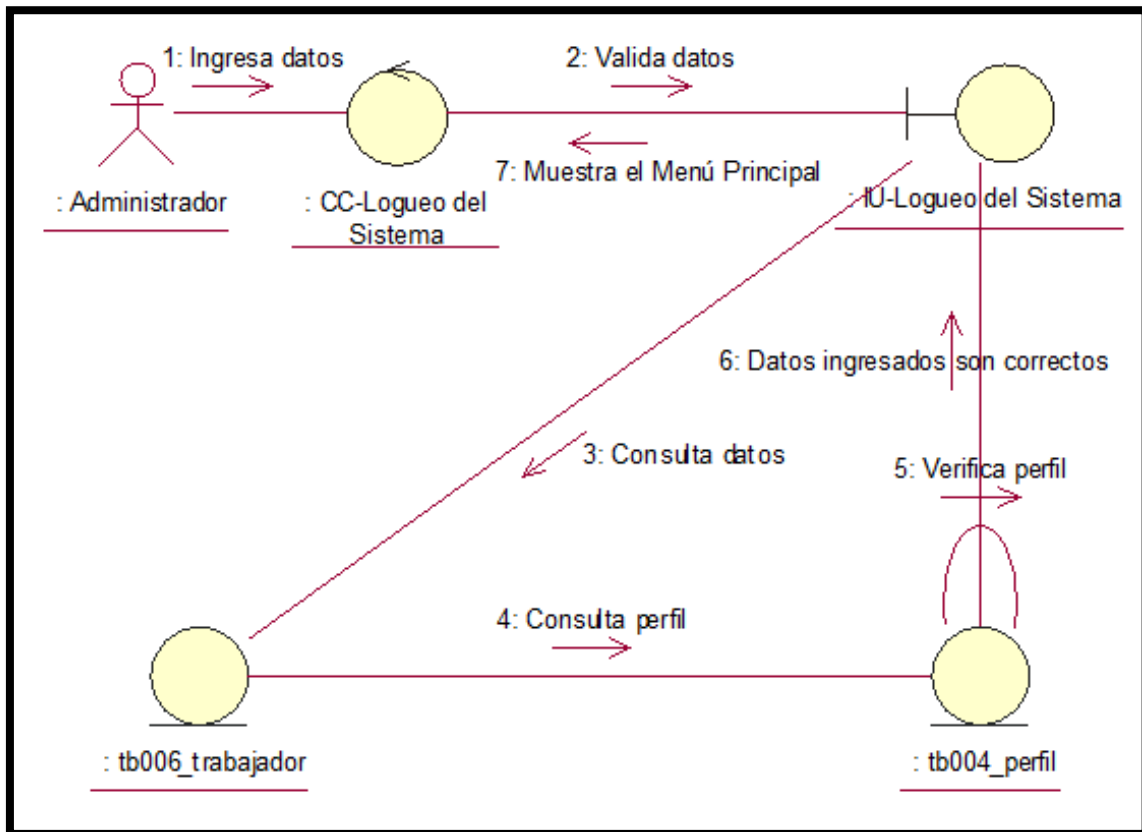 1: Ingresa datos
2: Valida datos
7: Muestra el Menú Principal
: Administrador
: CC-Logueo del
Sistema
: IU-Logueo del Sistema
6: Datos ingresados son correctos
3: Consulta datos
5: Verifica perfil
4: Consulta perfil
: tb006_trabajador
: tb004_perfil